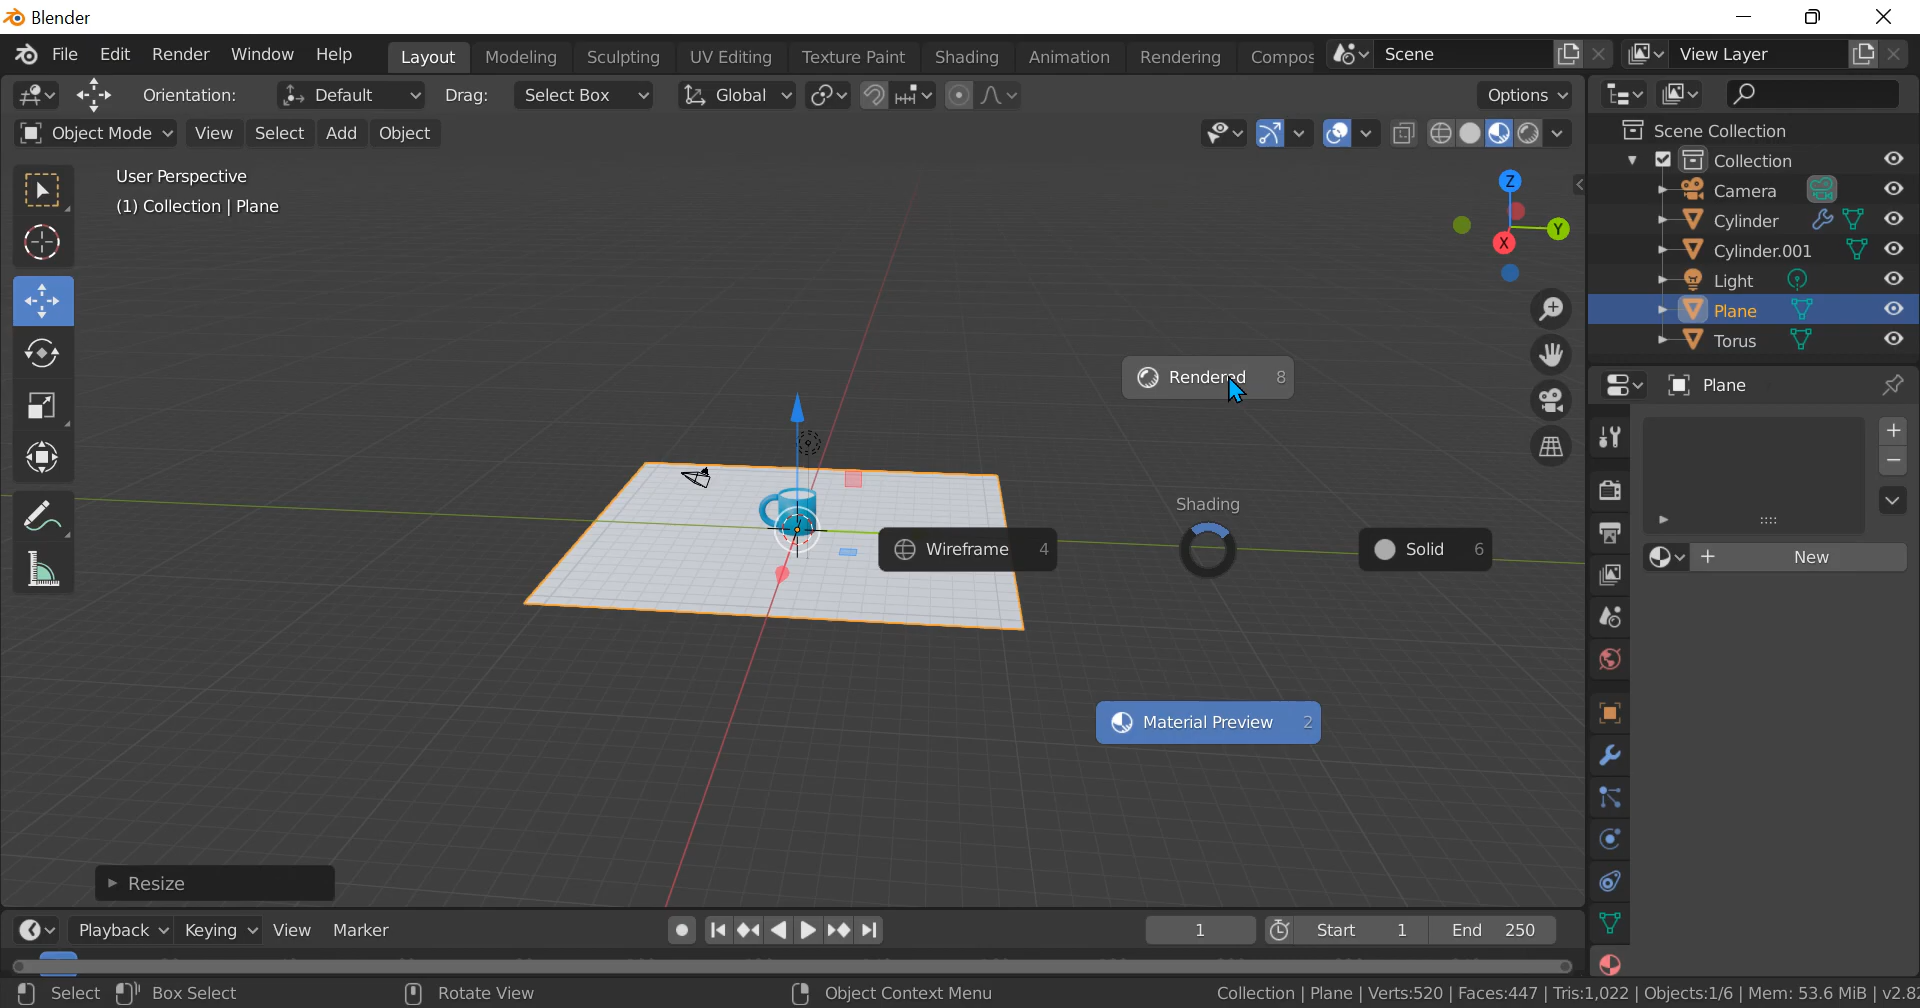 Blender
File Edit Render Window Help Layout Modeling Sculpting UV Editing Texture Paint Shading Animation Rendering Compos Scene View Layer
Orientation: Default Drag: Select Box Global Options
Object Mode View Select Add Object
User Perspective
(1) Collection | Plane
Z
Y
X
Scene Collection
Collection
Camera
Cylinder
Cylinder.001
Light
Plane
Torus
Plane
New
Rendered 8
Shading
Wireframe 4
Solid 6
Material Preview 2
Resize
Playback Keying View Marker 1 Start 1 End 250
Select Box Select Rotate View Object Context Menu Collection | Plane | Verts:520 | Faces:447 | Tris:1,022 | Objects:1/6 | Mem: 53.6 MiB | v2.8